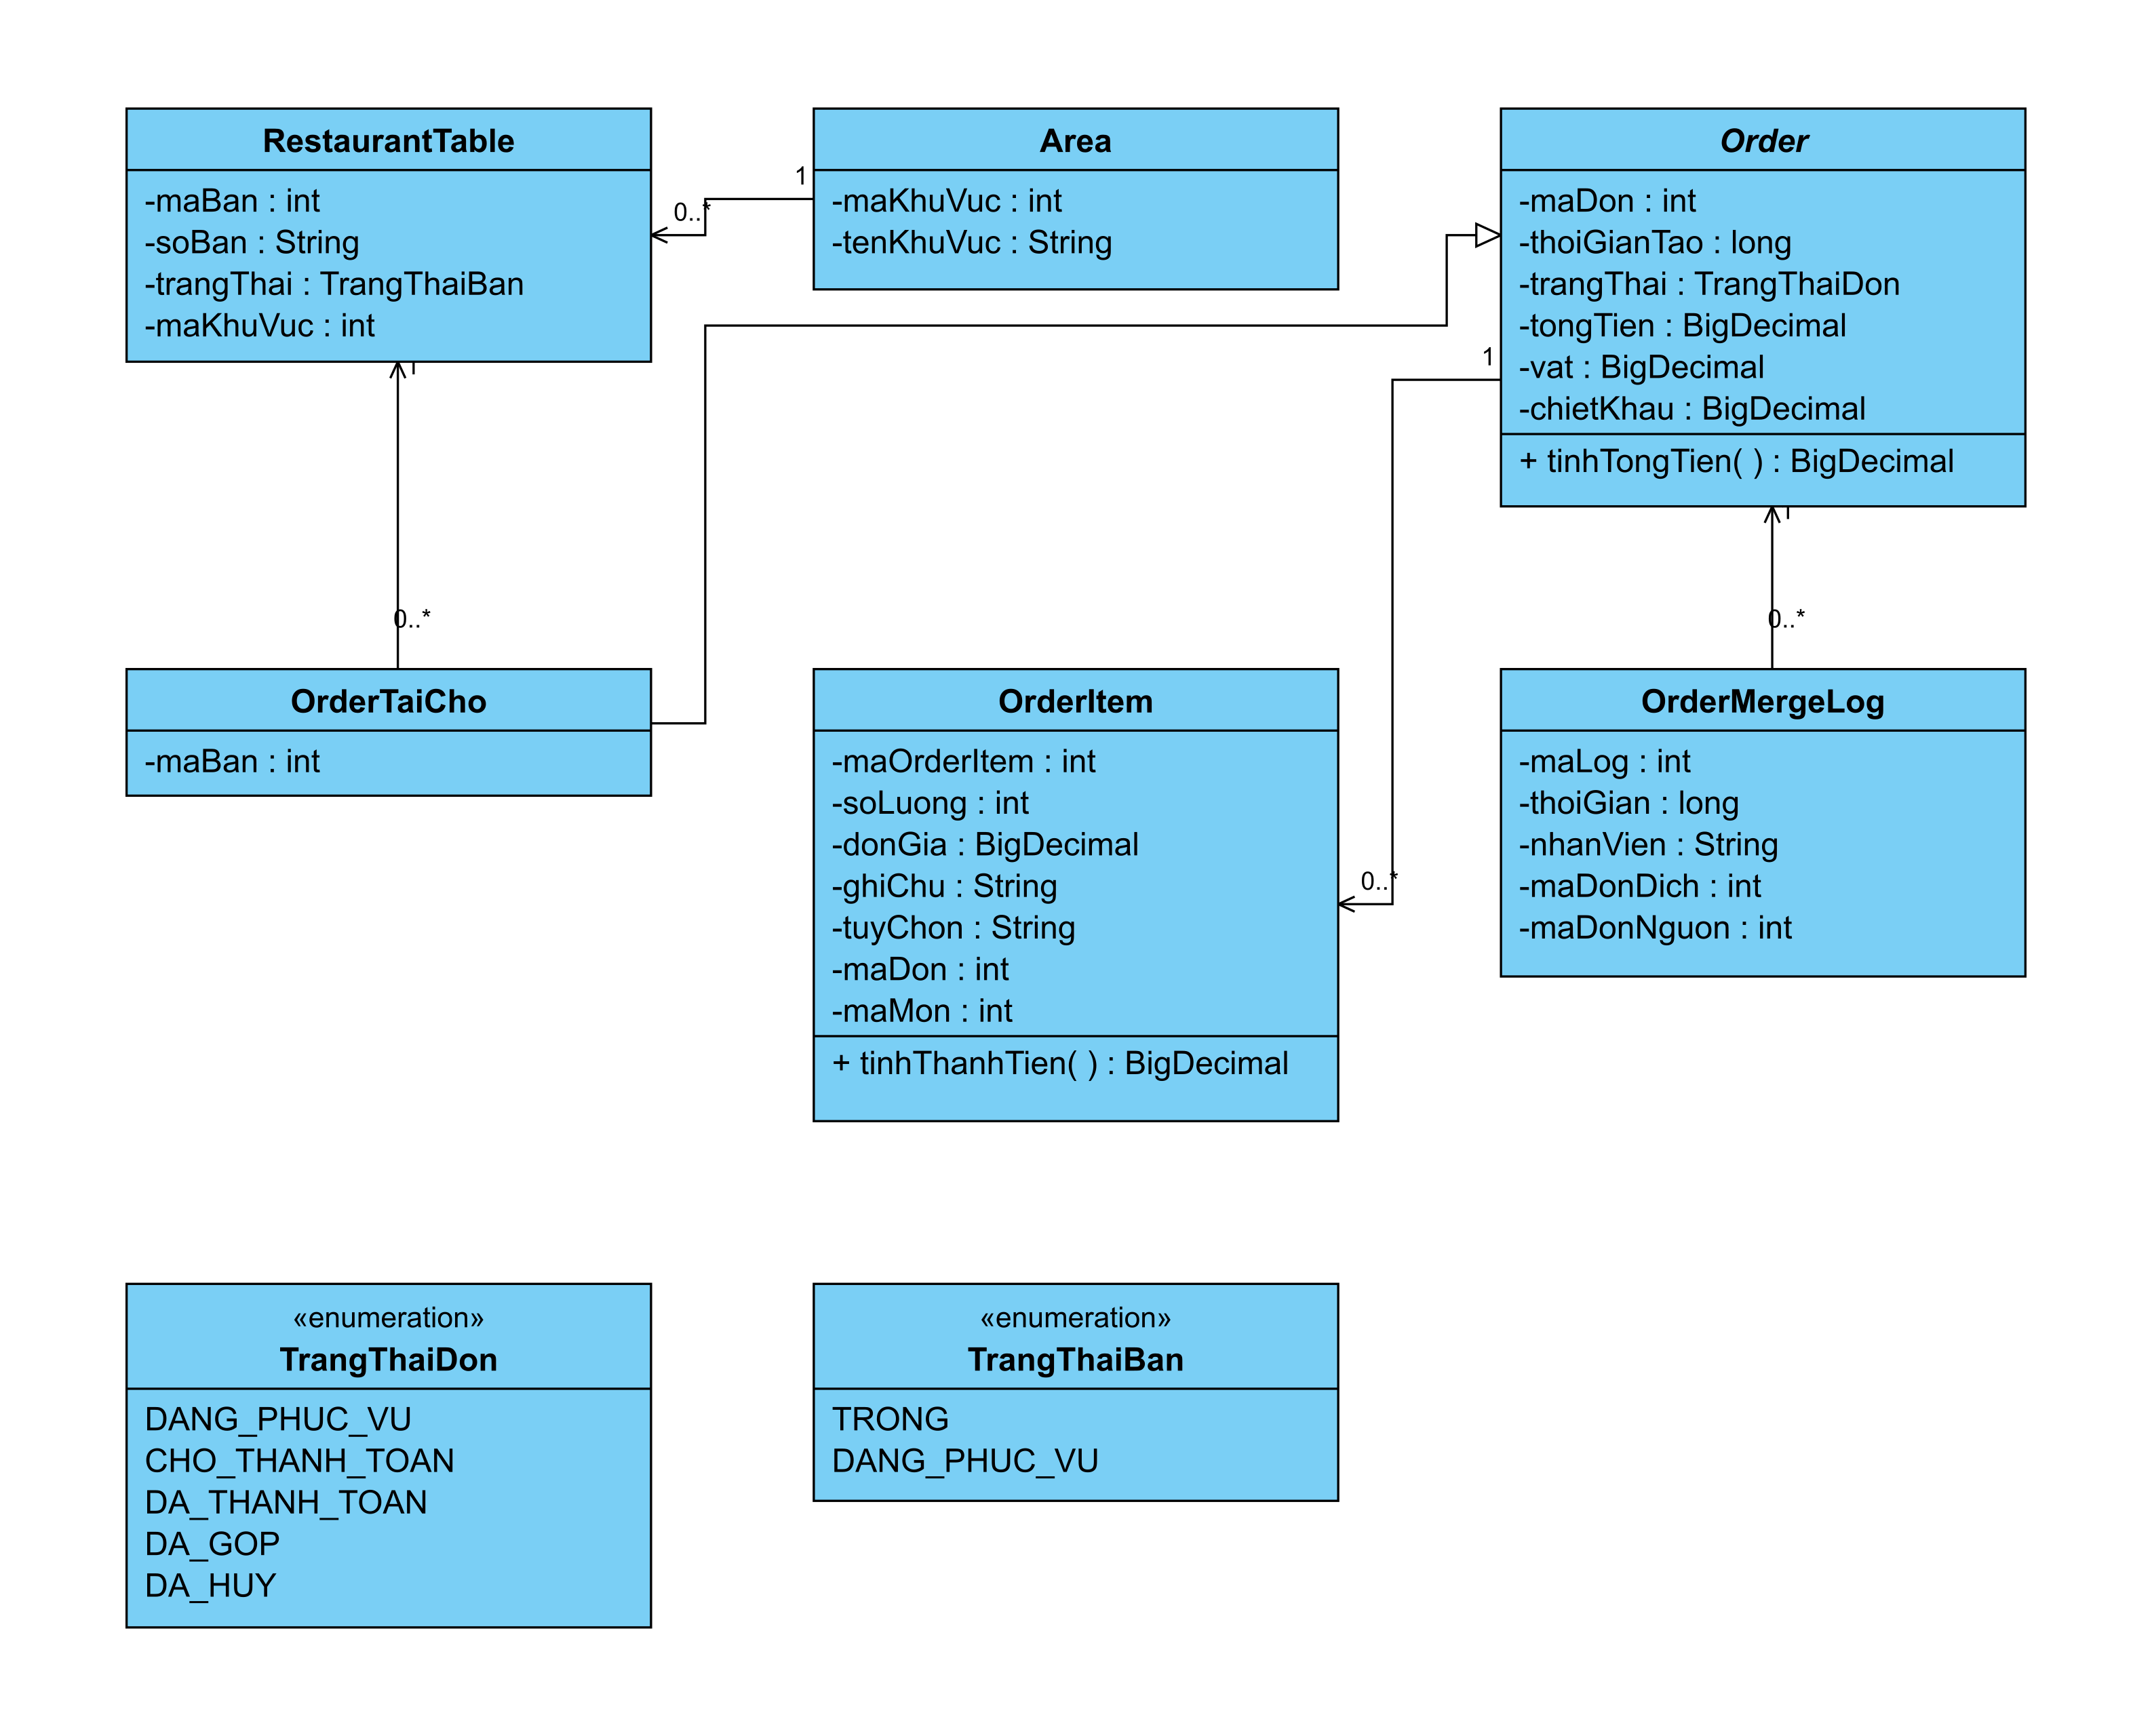 RestaurantTable
-maBan : int
-soBan : String
-trangThai : TrangThaiBan
-maKhuVuc : int
1
0..*
Area
-maKhuVuc : int
-tenKhuVuc : String
Order
-maDon : int
-thoiGianTao : long
-trangThai : TrangThaiDon
-tongTien : BigDecimal
-vat : BigDecimal
-chietKhau : BigDecimal
+ tinhTongTien( ) : BigDecimal
1
0..*
0..*
OrderTaiCho
-maBan : int
OrderItem
-maOrderItem : int
-soLuong : int
-donGia : BigDecimal
-ghiChu : String
-tuyChon : String
-maDon : int
-maMon : int
+ tinhThanhTien( ) : BigDecimal
0..*
OrderMergeLog
-maLog : int
-thoiGian : long
-nhanVien : String
-maDonDich : int
-maDonNguon : int
«enumeration»
TrangThaiDon
DANG_PHUC_VU
CHO_THANH_TOAN
DA_THANH_TOAN
DA_GOP
DA_HUY
«enumeration»
TrangThaiBan
TRONG
DANG_PHUC_VU